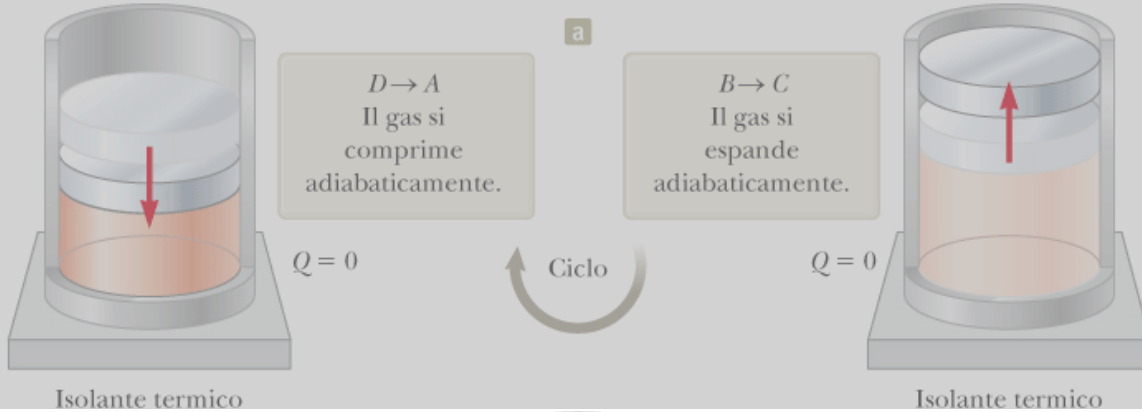 a
D → A
Il gas si
comprime
adiabaticamente.
B → C
Il gas si
espande
adiabaticamente.
Q = 0
Ciclo
Q = 0
Isolante termico
Isolante termico